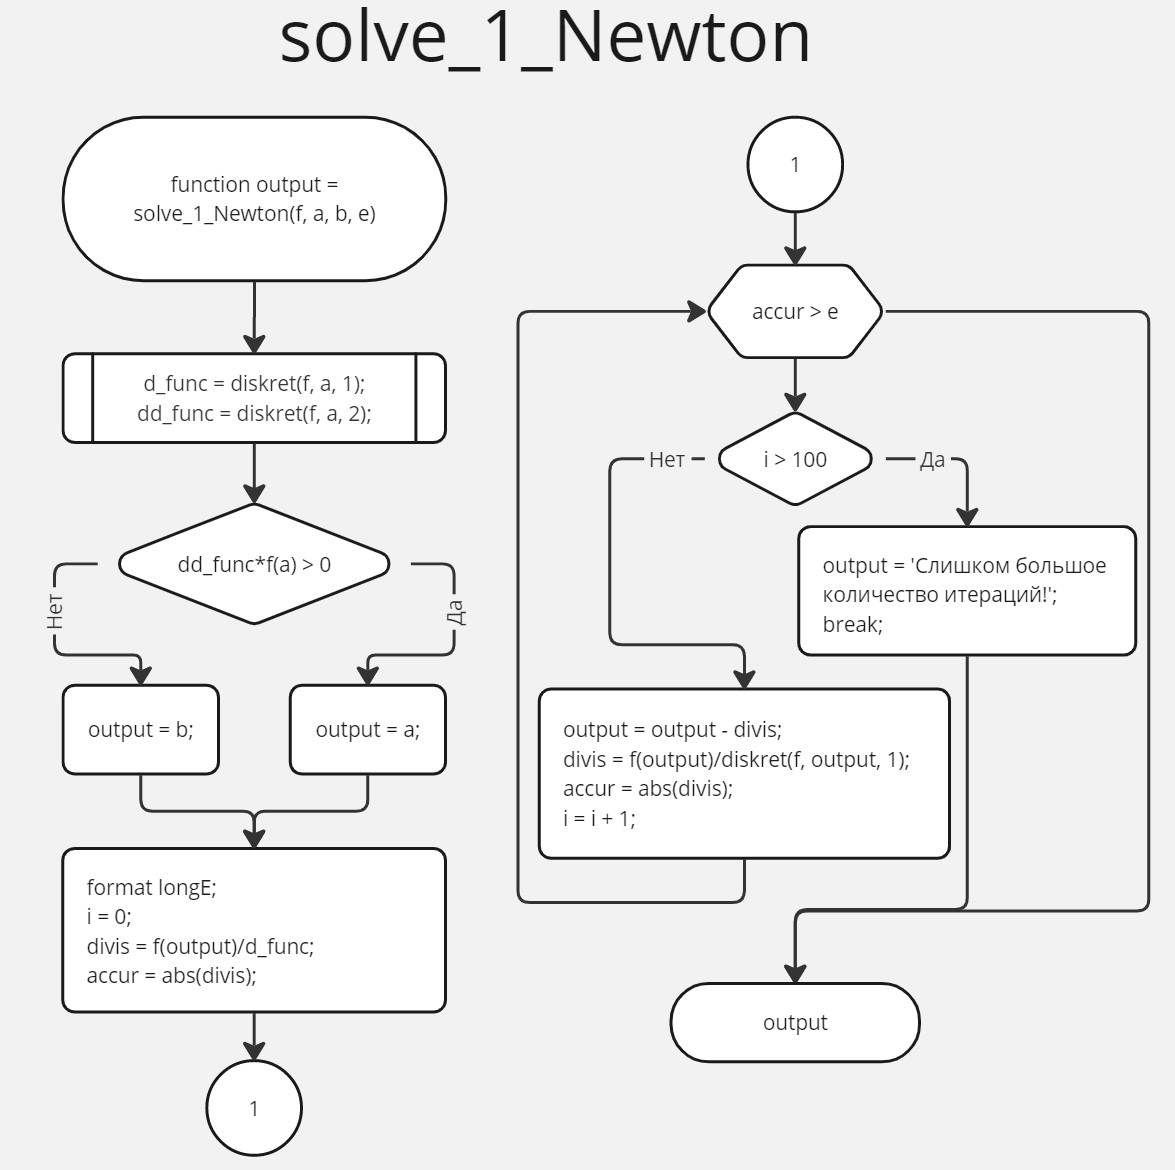 solve_1_Newton
function output =
solve_1_Newton(f, a, b, e)
d_func = diskret(f, a, 1);
dd_func = diskret(f, a, 2);
dd_func*f(a) > 0
Нет
Да
output = b;
output = a;
format longE;
i = 0;
divis = f(output)/d_func;
accur = abs(divis);
1
1
accur > e
i > 100
Нет
Да
output = 'Слишком большое
количество итераций!';
break;
output = output - divis;
divis = f(output)/diskret(f, output, 1);
accur = abs(divis);
i = i + 1;
output